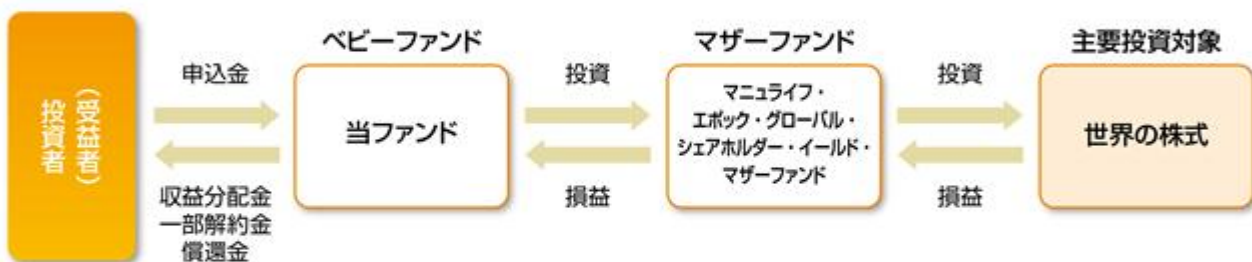 投資者
(受益者)
申込金
収益分配金
一部解約金
償還金
ベビーファンド
当ファンド
投資
損益
マザーファンド
マニュライフ・
エポック・グローバル・
シェアホルダー・イールド・
マザーファンド
投資
損益
主要投資対象
世界の株式